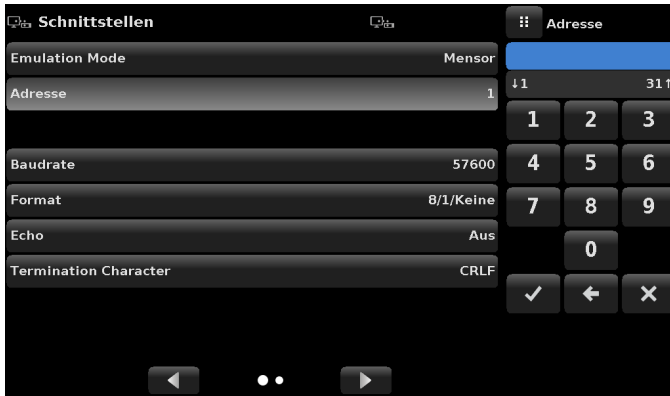 Schnittstellen
Emulation Mode Mensor
Adresse 1
Baudrate 57600
Format 8/1/Keine
Echo Aus
Termination Character CRLF
Adresse
↓1 31↑
1 2 3
4 5 6
7 8 9
0